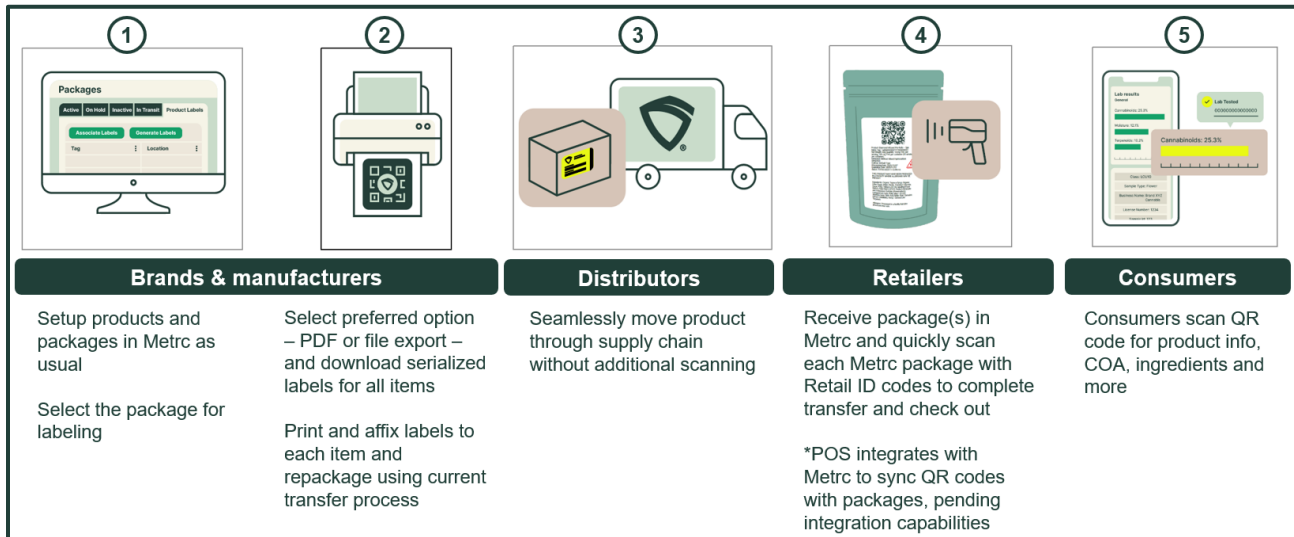 1
2
3
4
5
Packages
Active On Hold Inactive In Transit Product Labels
Associate Labels Generate Labels
Tag Location
®
Lab results
General
Cannabinoids: 25.3%
Lab Tested
Cannabinoids: 25.3%
Brands & manufacturers
Distributors
Retailers
Consumers
Setup products and
packages in Metrc as
usual
Select the package for
labeling
Select preferred option
– PDF or file export –
and download serialized
labels for all items
Print and affix labels to
each item and
repackage using current
transfer process
Seamlessly move product
through supply chain
without additional scanning
Receive package(s) in
Metrc and quickly scan
each Metrc package with
Retail ID codes to complete
transfer and check out
*POS integrates with
Metrc to sync QR codes
with packages, pending
integration capabilities
Consumers scan QR
code for product info,
COA, ingredients and
more